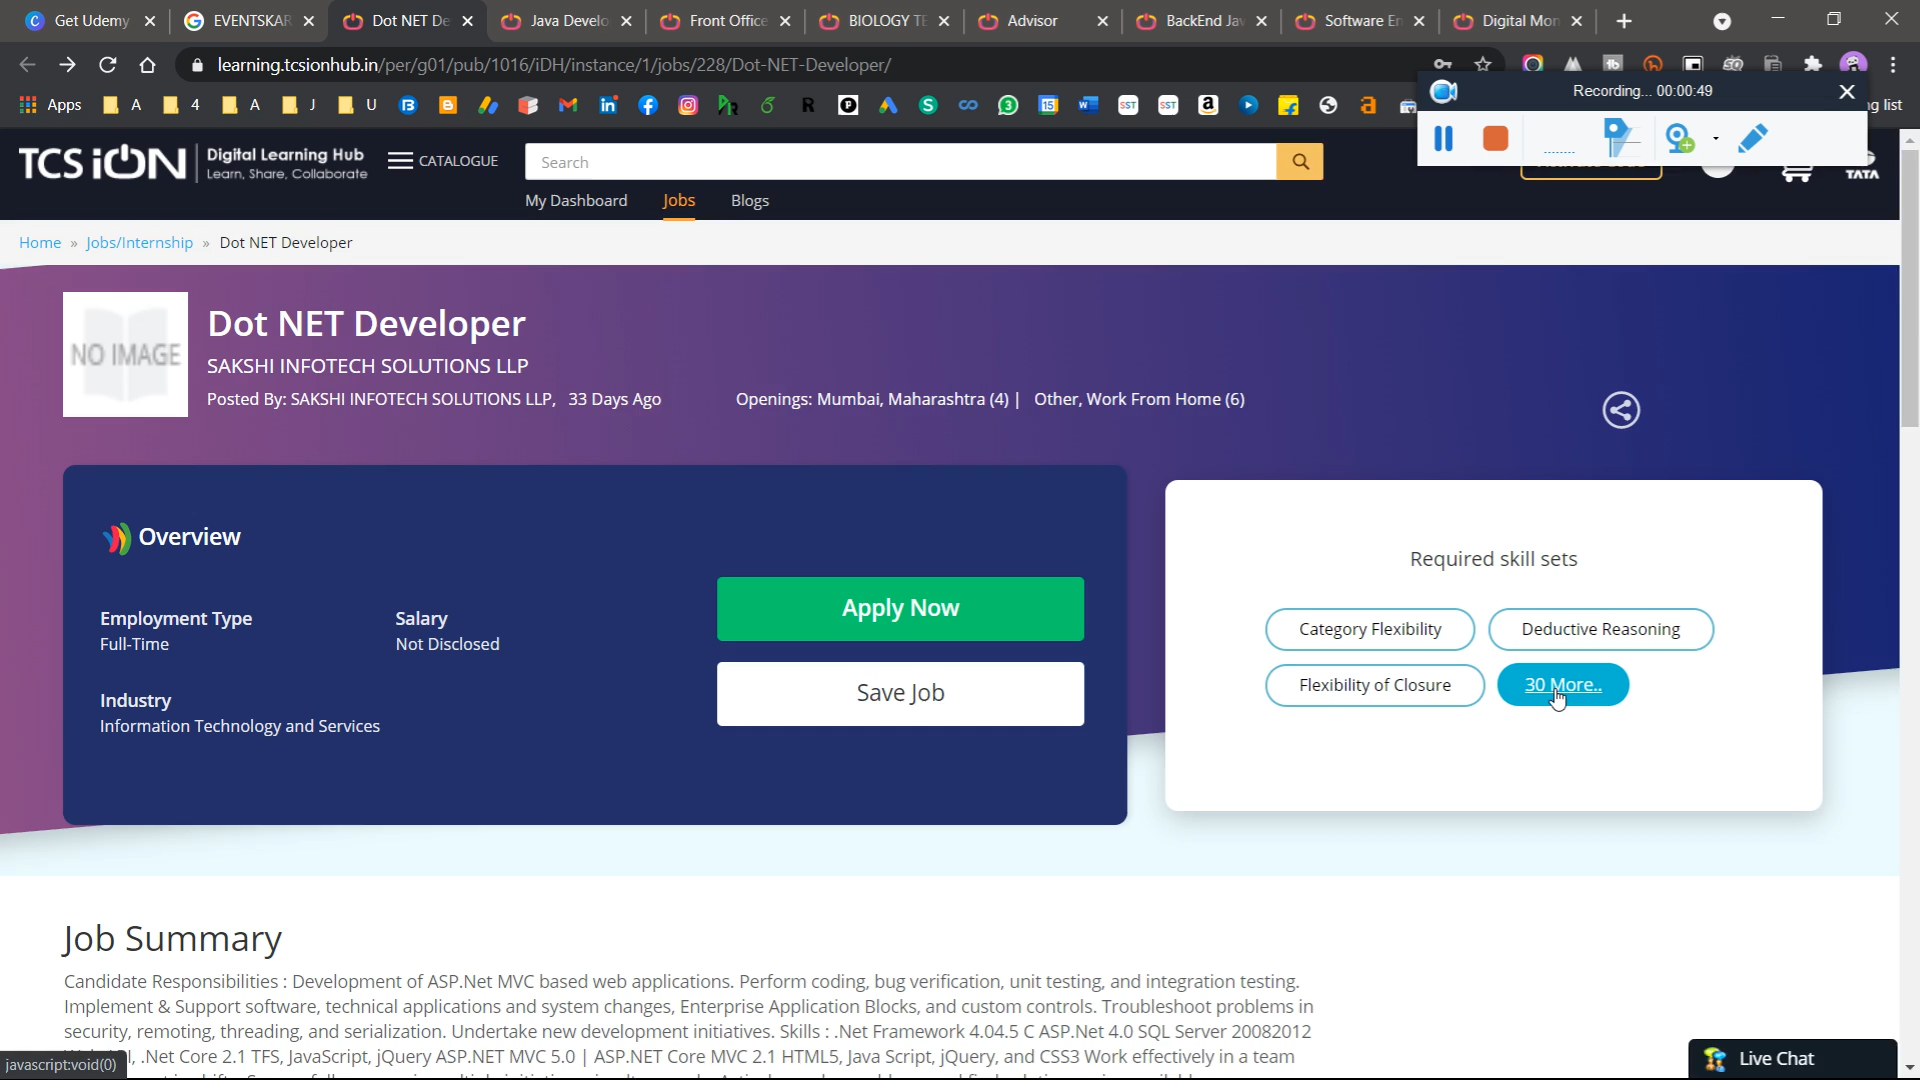 Get Udemy
EVENTSKAR
Dot NET De
Java Develo
Front Office
BIOLOGY TE
Advisor
BackEnd Jav
Software En
Digital Mon
learning.tcsionhub.in/per/g01/pub/1016/iDH/instance/1/jobs/228/Dot-NET-Developer/
Apps
A
4
A
J
U
Recording... 00:00:49
ng list
TCS iON
Digital Learning Hub
Learn, Share, Collaborate
CATALOGUE
Search
TATA
My Dashboard
Jobs
Blogs
Home » Jobs/Internship » Dot NET Developer
NO IMAGE
Dot NET Developer
SAKSHI INFOTECH SOLUTIONS LLP
Posted By: SAKSHI INFOTECH SOLUTIONS LLP, 33 Days Ago
Openings: Mumbai, Maharashtra (4) | Other, Work From Home (6)
Overview
Employment Type
Full-Time
Salary
Not Disclosed
Industry
Information Technology and Services
Apply Now
Save Job
Required skill sets
Category Flexibility
Deductive Reasoning
Flexibility of Closure
30 More..
Job Summary
Candidate Responsibilities : Development of ASP.Net MVC based web applications. Perform coding, bug verification, unit testing, and integration testing.
Implement & Support software, technical applications and system changes, Enterprise Application Blocks, and custom controls. Troubleshoot problems in
security, remoting, threading, and serialization. Undertake new development initiatives. Skills : .Net Framework 4.04.5 C ASP.Net 4.0 SQL Server 20082012
.Net Core 2.1 TFS, JavaScript, jQuery ASP.NET MVC 5.0 | ASP.NET Core MVC 2.1 HTML5, Java Script, jQuery, and CSS3 Work effectively in a team
javascript:void(0)
Live Chat